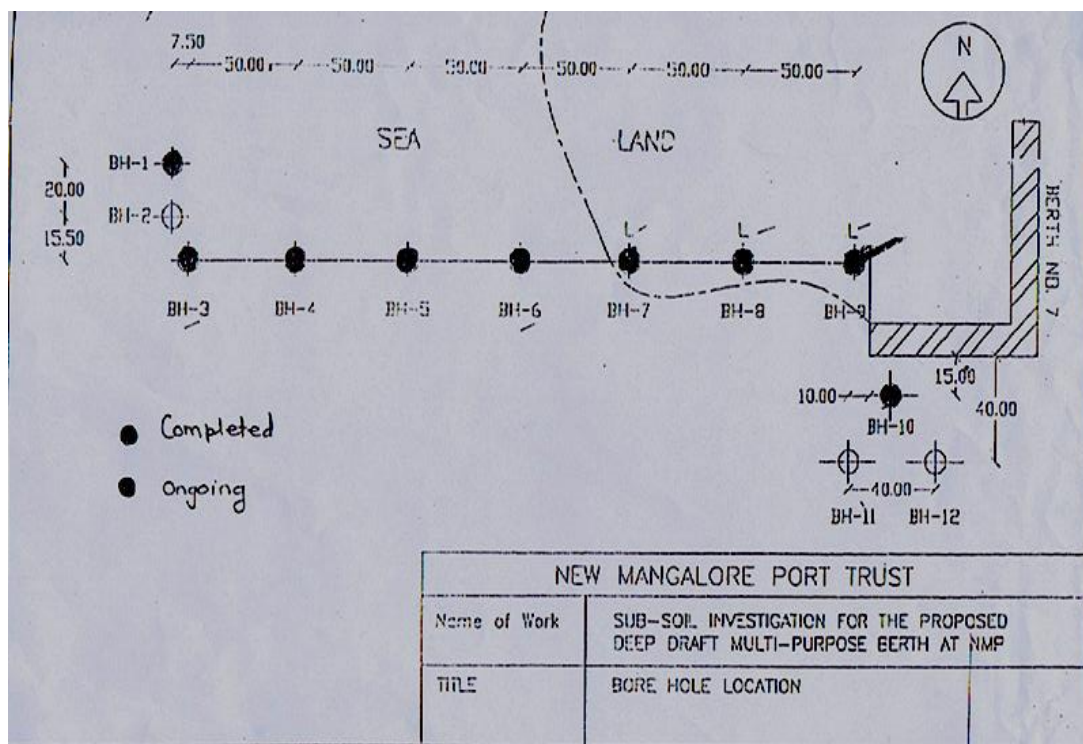 7.50
50.00 50.00 50.00 50.00 50.00 50.00
N
SEA
LAND
BH-1
20.00
BH-2
15.50
L L L
BH-3 BH-4 BH-5 BH-6 BH-7 BH-8 BH-9
BERTH NO. 7
15.00
10.00
40.00
BH-10
Completed
Ongoing
40.00
BH-11 BH-12
NEW MANGALORE PORT TRUST
Name of Work
SUB-SOIL INVESTIGATION FOR THE PROPOSED
DEEP DRAFT MULTI-PURPOSE BERTH AT NMP
TITLE
BORE HOLE LOCATION